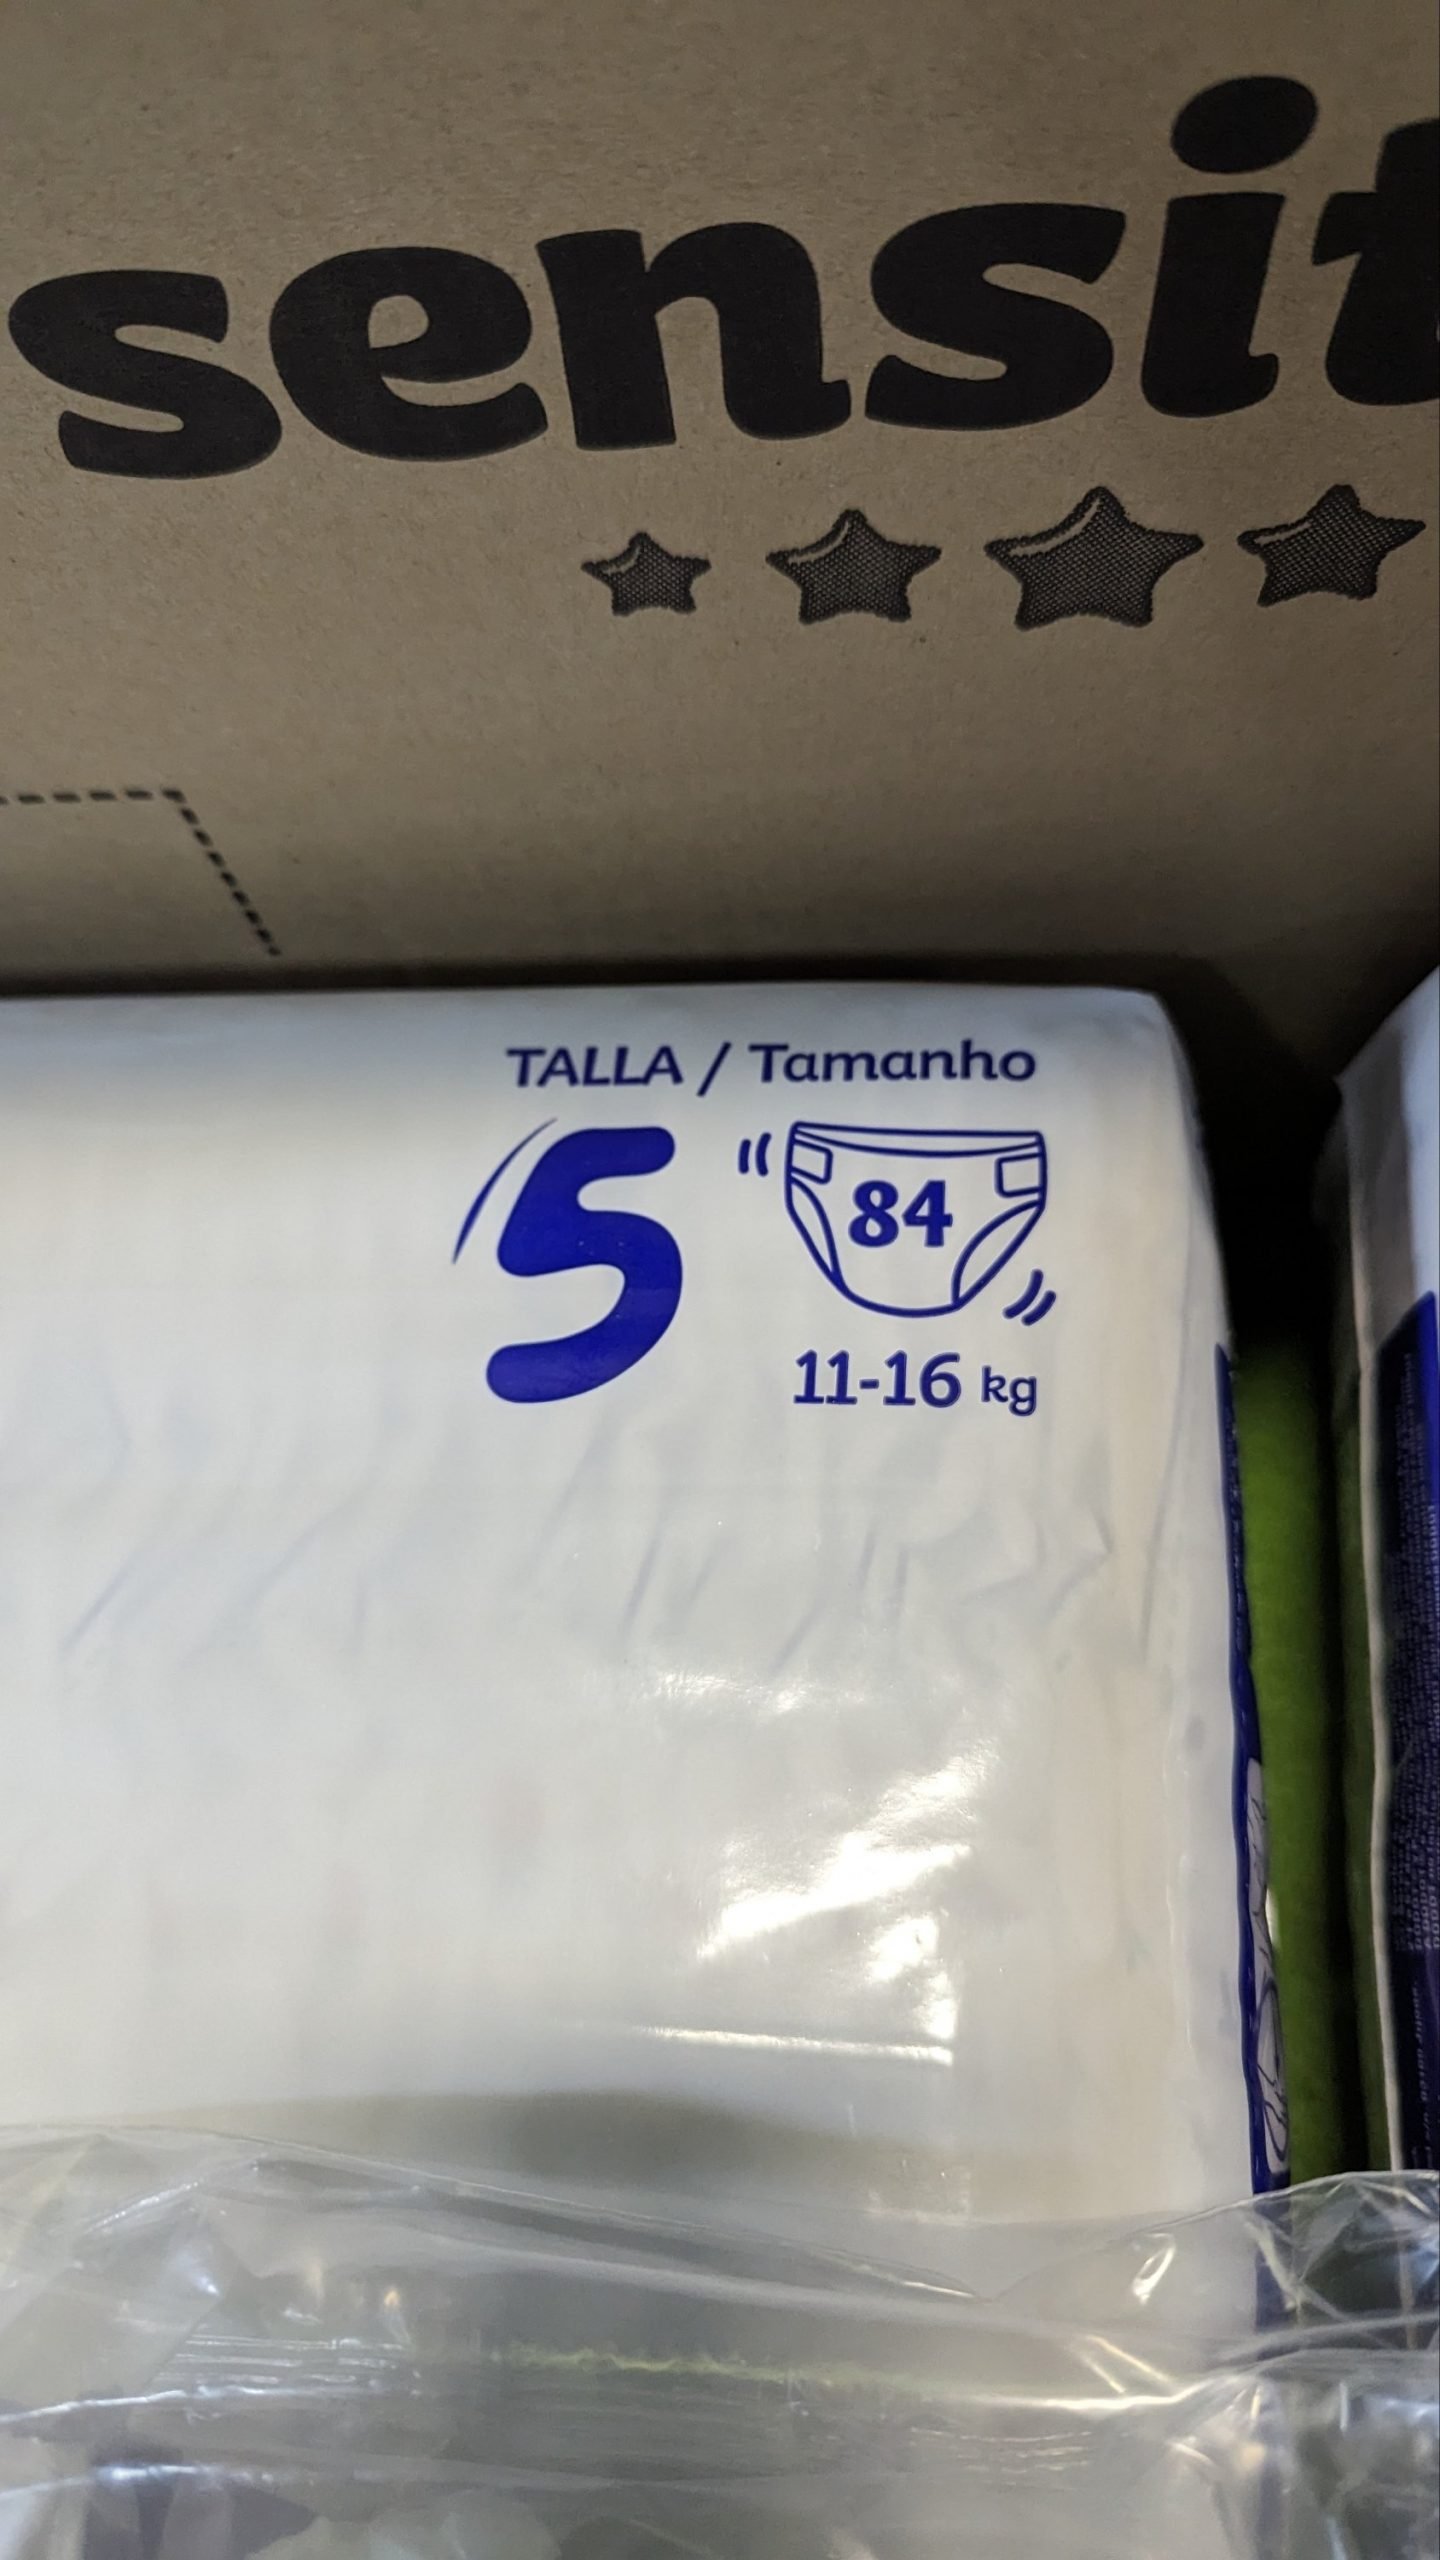 sensit
TALLA / Tamanho
5
84
11-16 kg